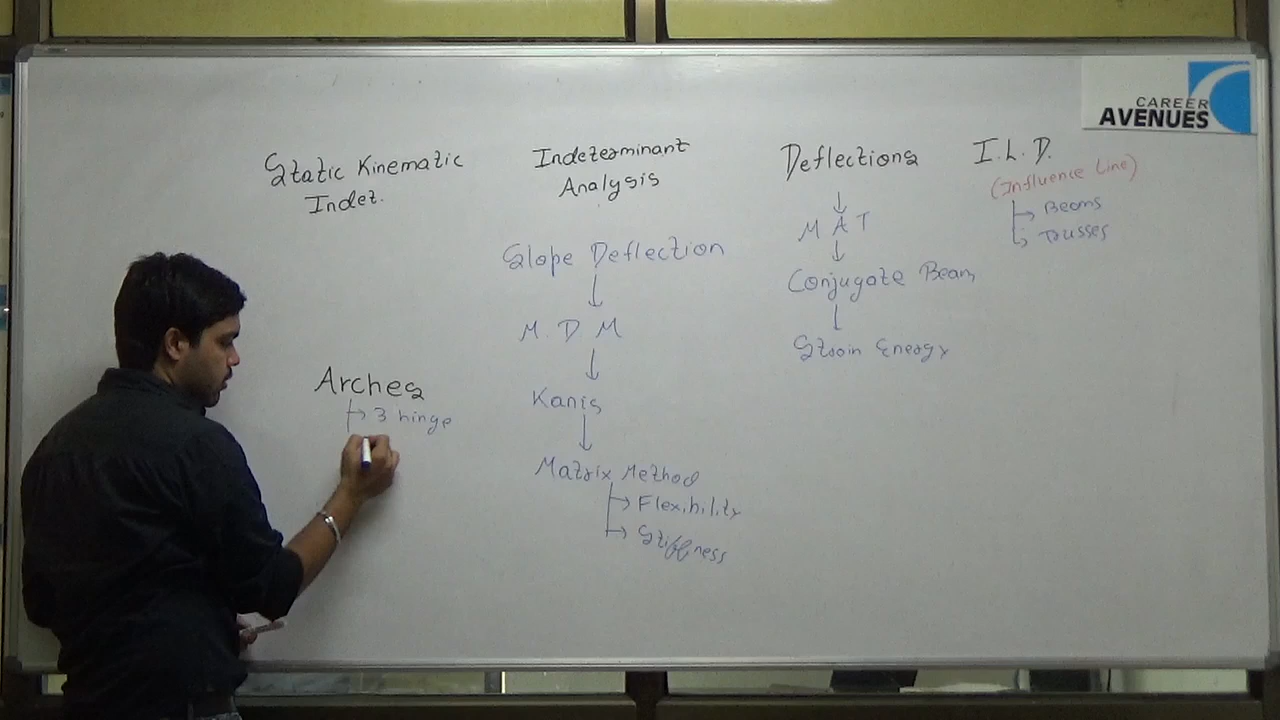 CAREER
AVENUES
Static Kinematic
Indet.
Arches
3 hinge
Indeterminant
Analysis
Slope Deflection
M. D. M
Kanis
Matrix Method
Flexibility
Stiffness
Deflections
M A T
Conjugate Beam
Strain Energy
I. L. D.
(Influence Line)
Beams
Trusses